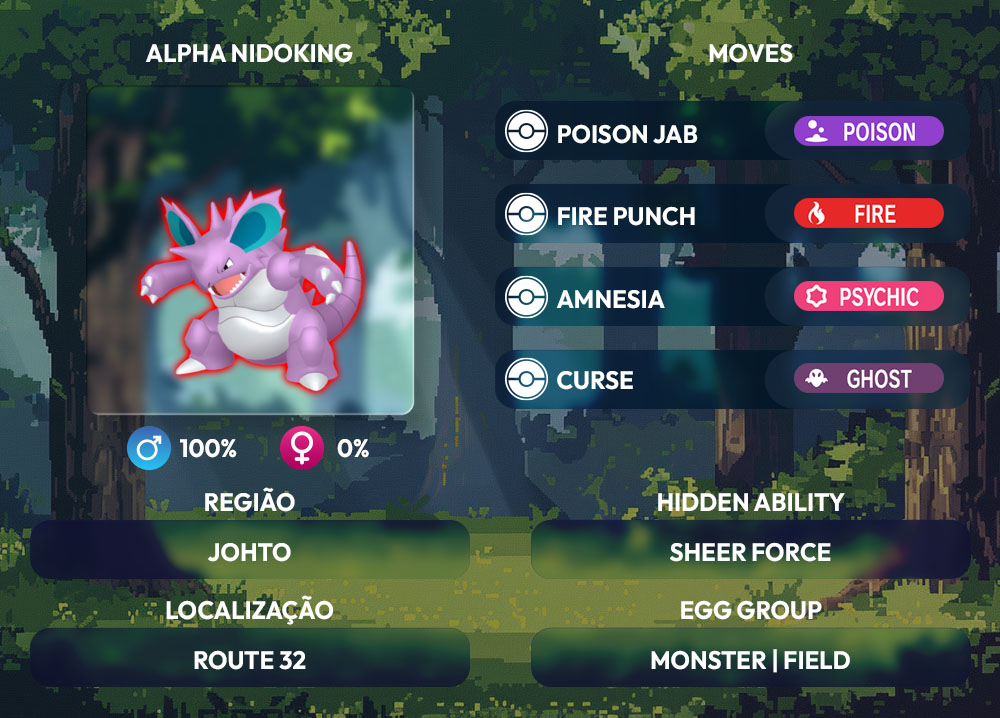 ALPHA NIDOKING
100%
0%
REGIÃO
JOHTO
LOCALIZAÇÃO
ROUTE 32
MOVES
POISON JAB
POISON
FIRE PUNCH
FIRE
AMNESIA
PSYCHIC
CURSE
GHOST
HIDDEN ABILITY
SHEER FORCE
EGG GROUP
MONSTER | FIELD